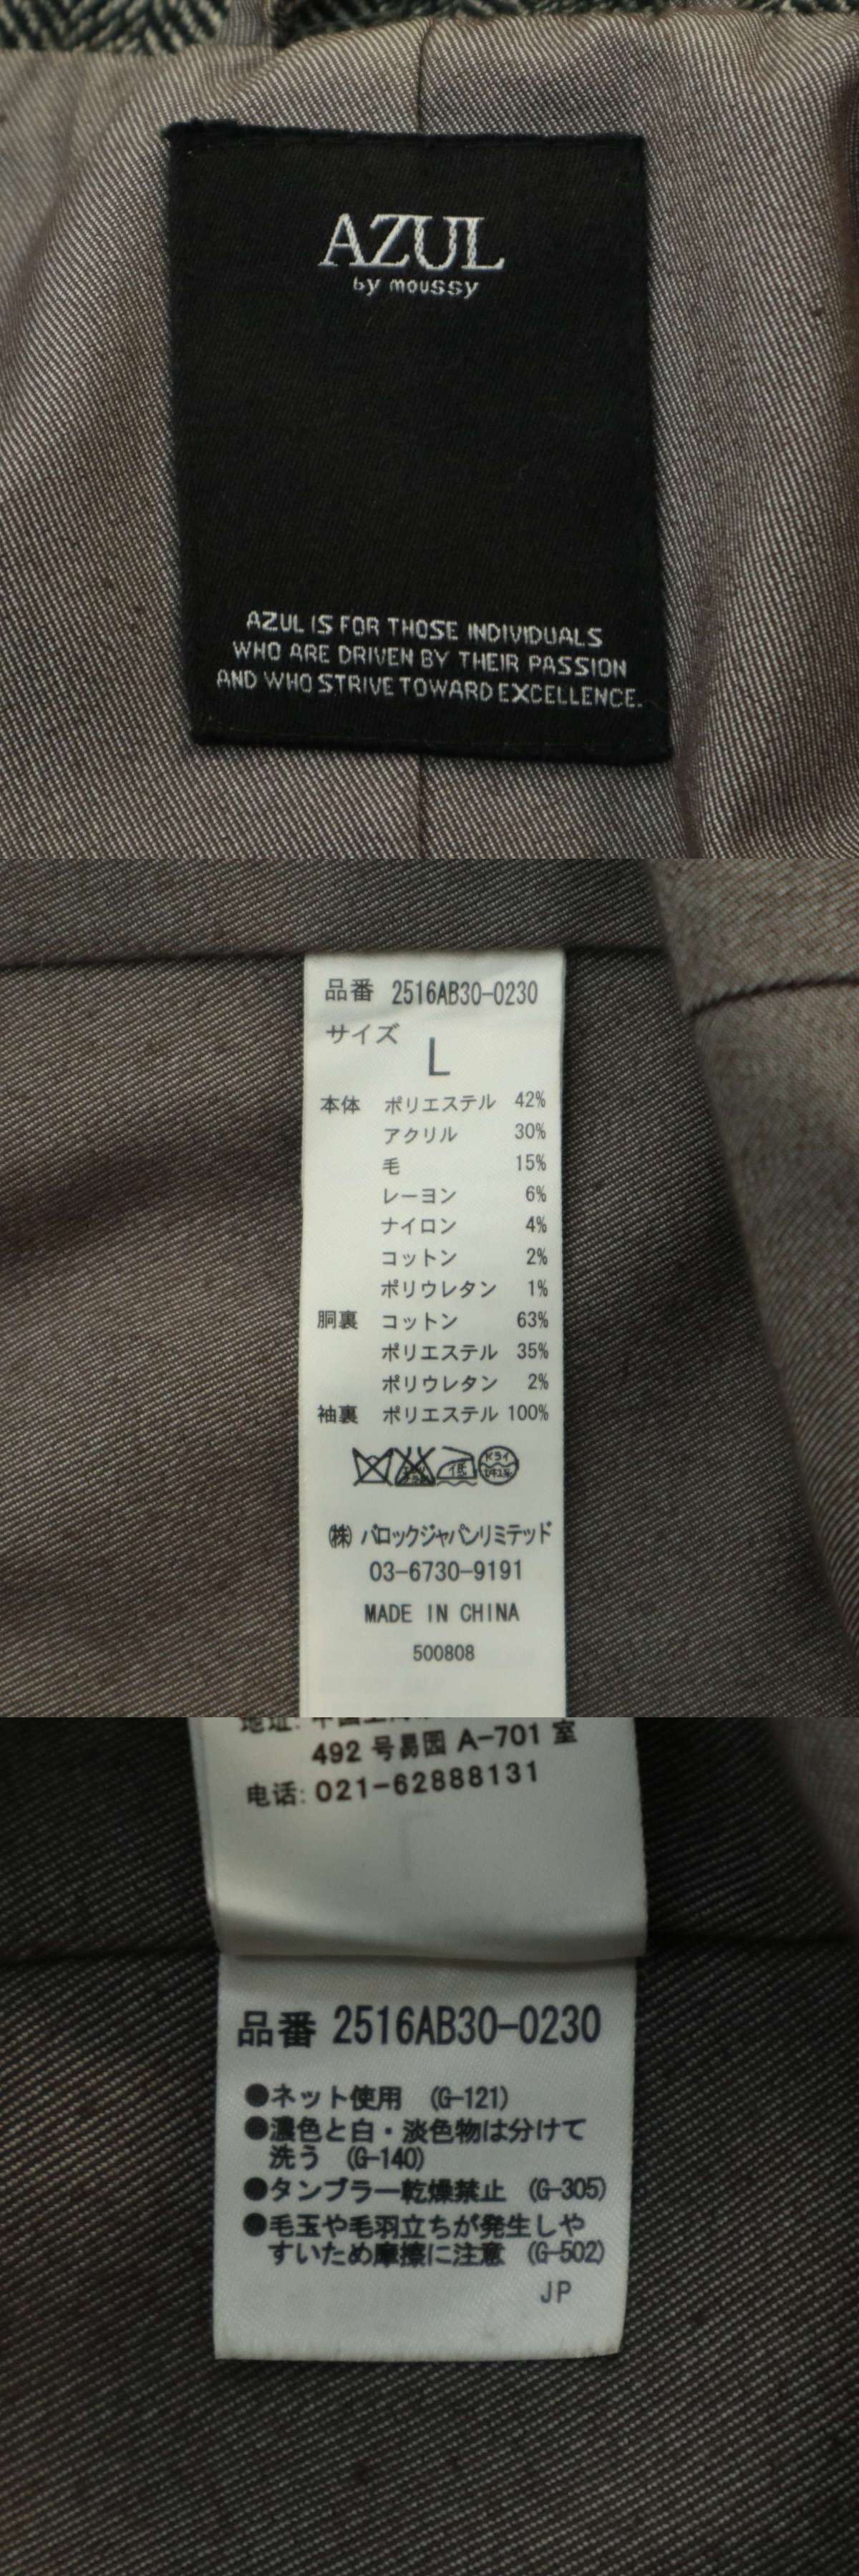 AZUL
by moussy
AZUL IS FOR THOSE INDIVIDUALS
WHO ARE DRIVEN BY THEIR PASSION
AND WHO STRIVE TOWARD EXCELLENCE.
品番 2516AB30-0230
サイズ
L
本体 ポリエステル 42%
アクリル 30%
毛 15%
レーヨン 6%
ナイロン 4%
コットン 2%
ポリウレタン 1%
胴裏 コットン 63%
ポリエステル 35%
ポリウレタン 2%
袖裏 ポリエステル 100%
低 ドライ
㈱ バロックジャパンリミテッド
03-6730-9191
MADE IN CHINA
500808
492 号易园 A-701 室
电话: 021-62888131
品番 2516AB30-0230
●ネット使用 (G-121)
●濃色と白・淡色物は分けて
洗う (G-140)
●タンブラー乾燥禁止 (G-305)
●毛玉や毛羽立ちが発生しや
すいため摩擦に注意 (G-502)
JP